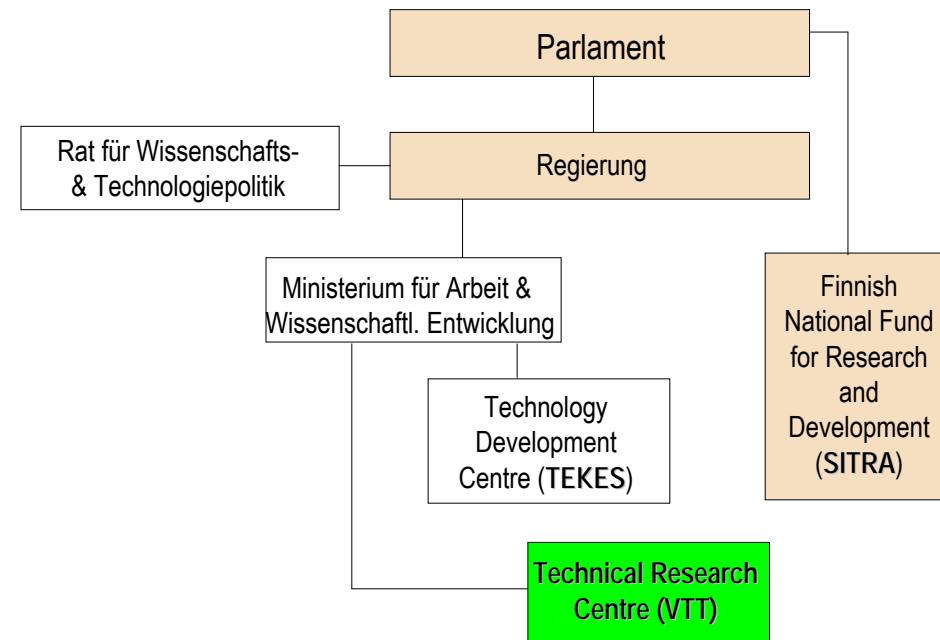 Parlament
Rat für Wissenschafts-
& Technologiepolitik
Regierung
Ministerium für Arbeit &
Wissenschaftl. Entwicklung
Finnish
National Fund
for Research
and
Development
(SITRA)
Technology
Development
Centre (TEKES)
Technical Research
Centre (VTT)